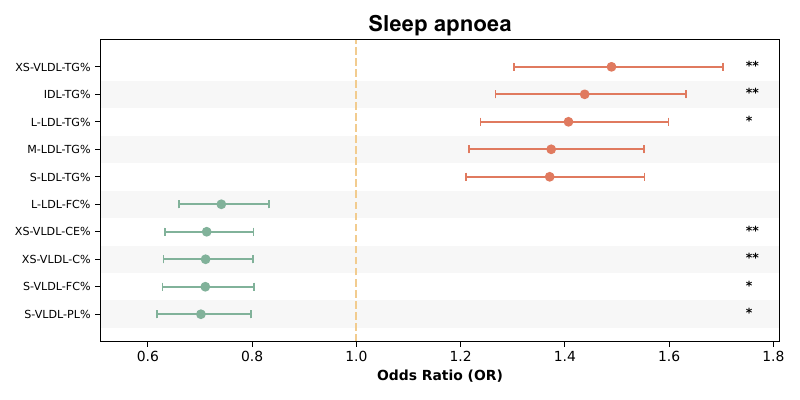 Sleep apnoea
XS-VLDL-TG% **
IDL-TG% **
L-LDL-TG% *
M-LDL-TG%
S-LDL-TG%
L-LDL-FC%
XS-VLDL-CE% **
XS-VLDL-C% **
S-VLDL-FC% *
S-VLDL-PL% *
0.6 0.8 1.0 1.2 1.4 1.6 1.8
Odds Ratio (OR)